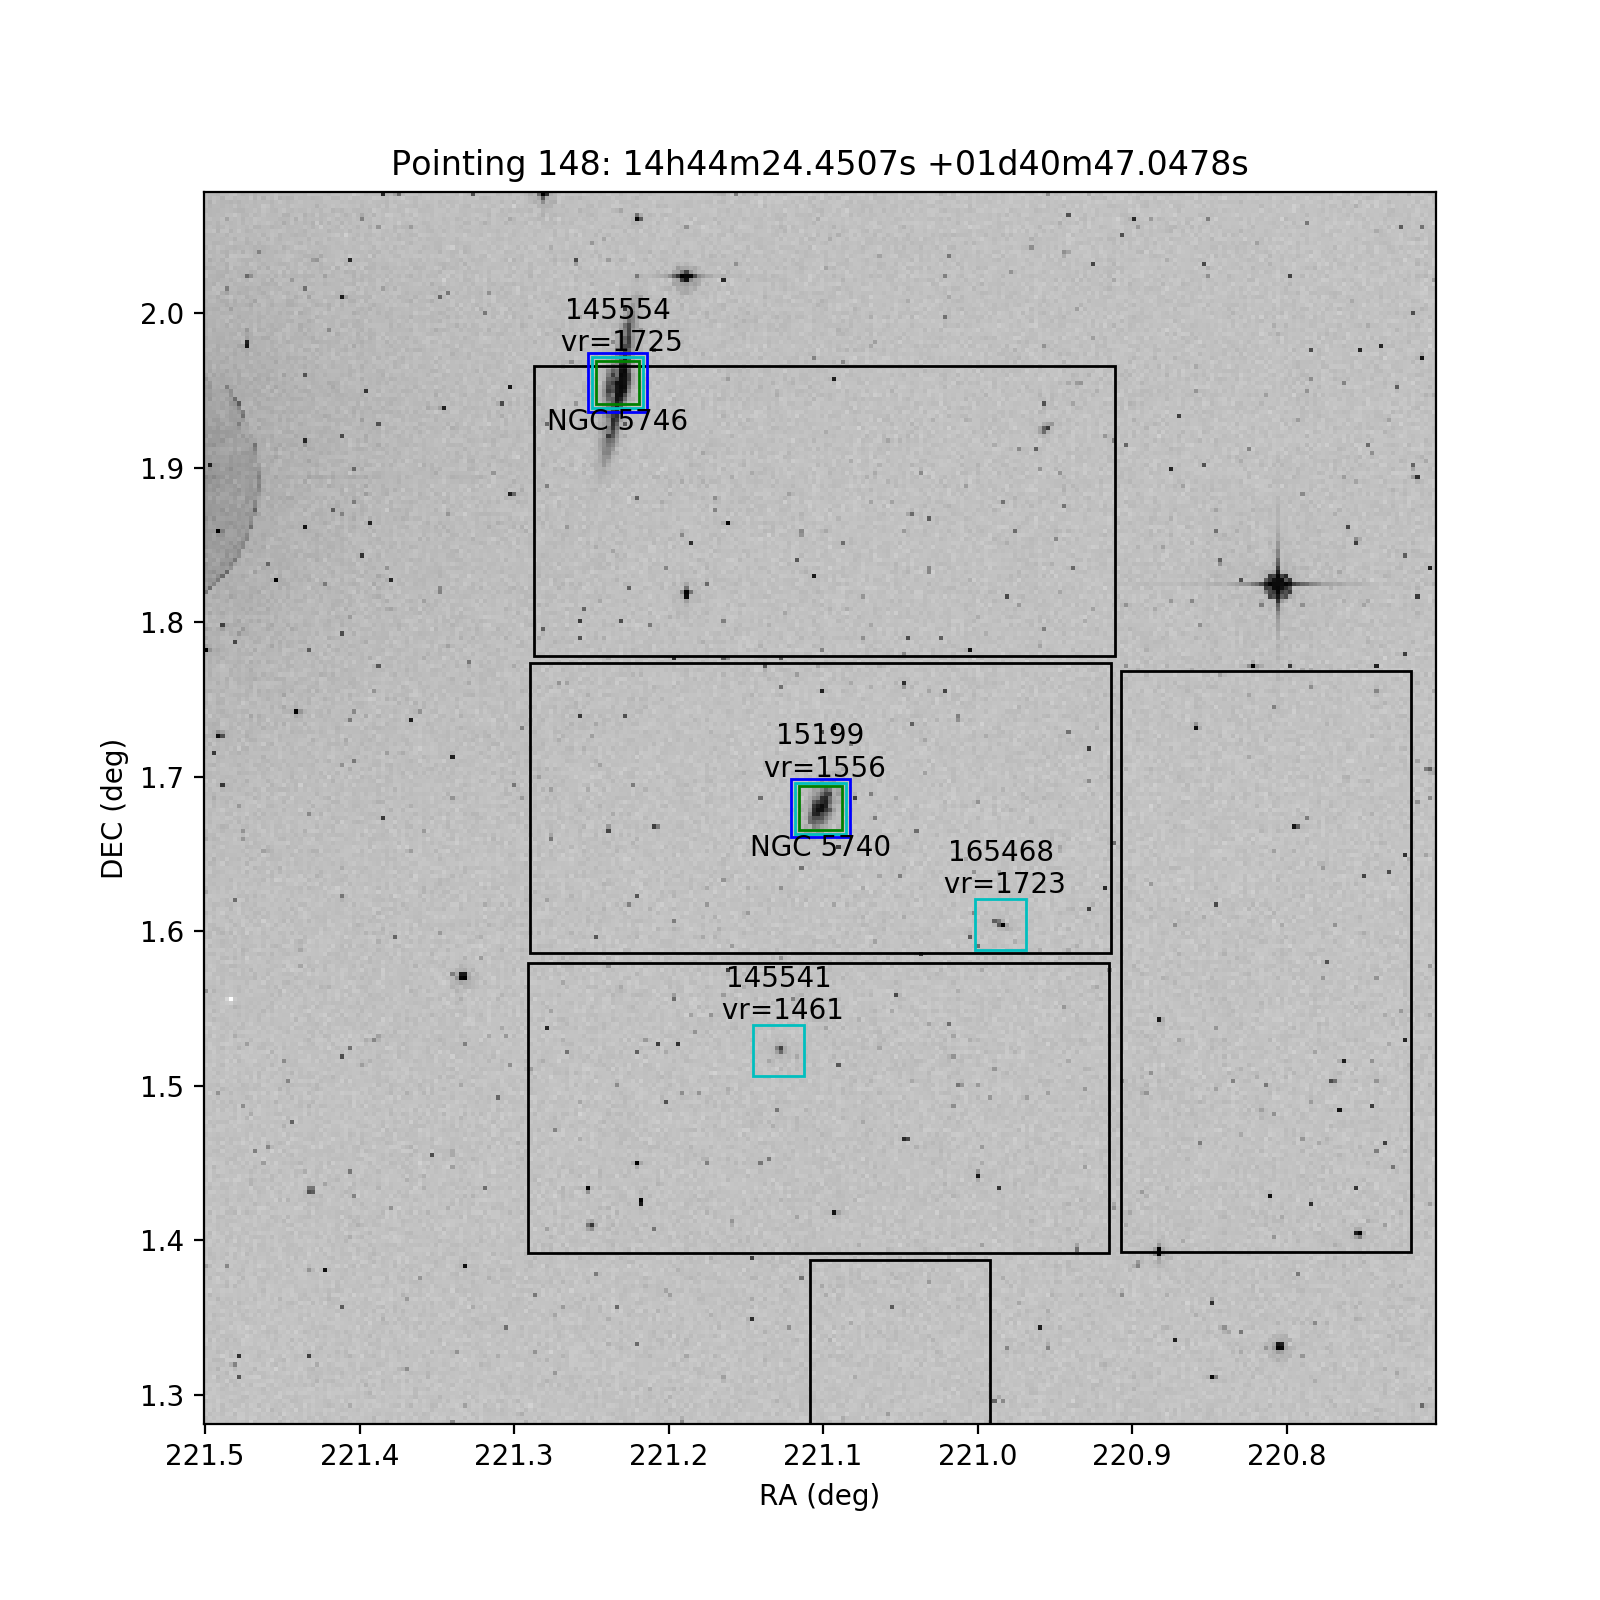 Pointing 148: 14h44m24.4507s +01d40m47.0478s
145554
vr=1725
NGC 5746
15199
vr=1556
NGC 5740
165468
vr=1723
145541
vr=1461
2.0
1.9
1.8
1.7
1.6
1.5
1.4
1.3
DEC (deg)
221.5 221.4 221.3 221.2 221.1 221.0 220.9 220.8
RA (deg)